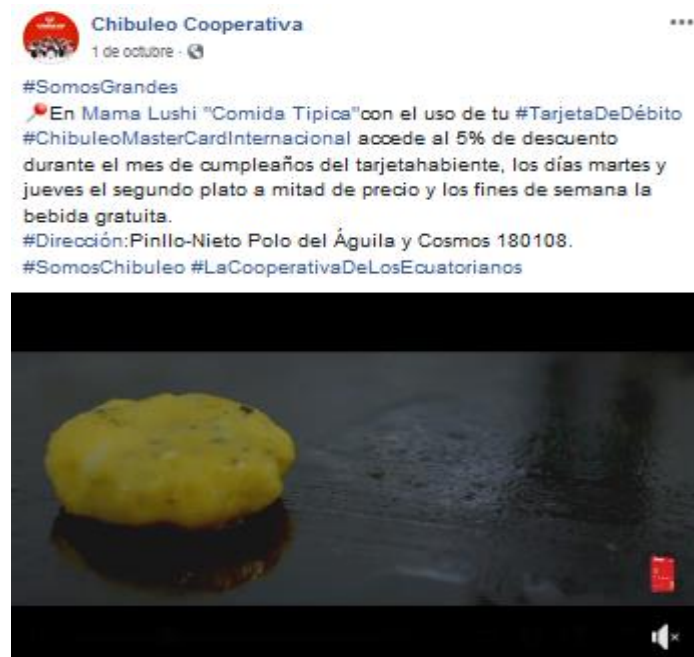 Chibuleo Cooperativa
1 de octubre ·
#SomosGrandes
En Mama Lushi "Comida Tipica"con el uso de tu #TarjetaDeDébito
#ChibuleoMasterCardInternacional accede al 5% de descuento
durante el mes de cumpleaños del tarjetahabiente, los días martes y
jueves el segundo plato a mitad de precio y los fines de semana la
bebida gratuita.
#Dirección:Pinllo-Nieto Polo del Águila y Cosmos 180108.
#SomosChibuleo #LaCooperativaDeLosEcuatorianos